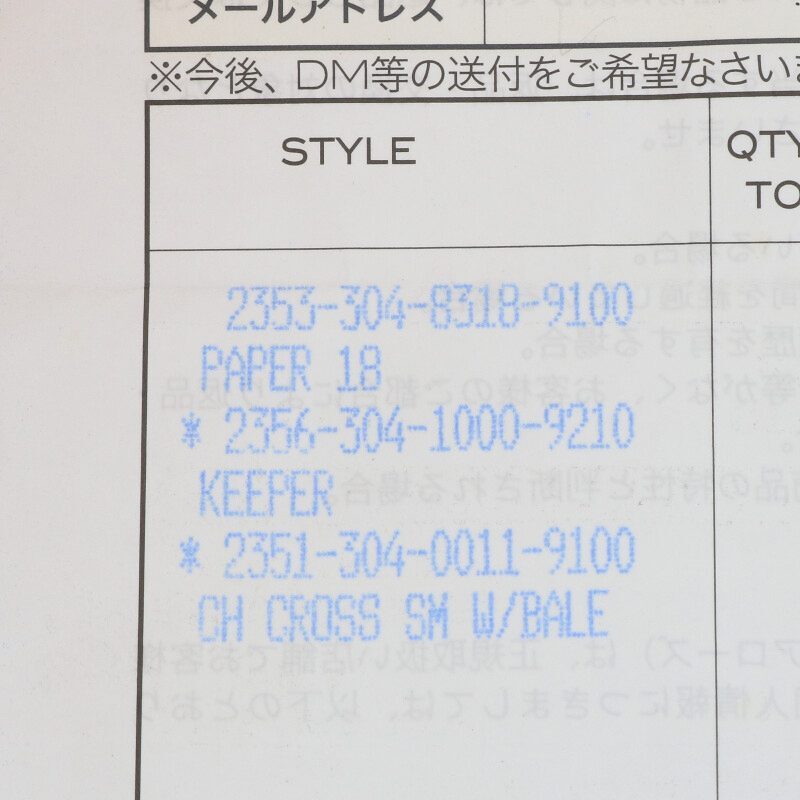 メールアドレス
※今後、DM等の送付をご希望なさいま
STYLE
QTY
TO
2353-304-8318-9100
PAPER 18
* 2356-304-1000-9210
KEEPER
* 2351-304-0011-9100
CH CROSS SM W/BALE